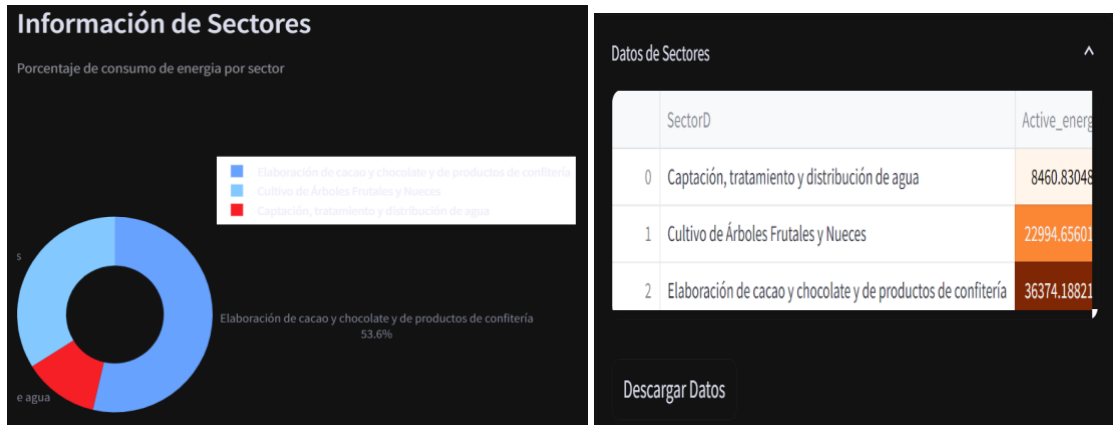 Información de Sectores
Porcentaje de consumo de energia por sector
Elaboración de cacao y chocolate y de productos de confitería
Cultivo de Árboles Frutales y Nueces
Captación, tratamiento y distribución de agua
s
Elaboración de cacao y chocolate y de productos de confitería
53.6%
e agua
Datos de Sectores
SectorD Active_energ
0 Captación, tratamiento y distribución de agua 8460.83048
1 Cultivo de Árboles Frutales y Nueces 22994.65601
2 Elaboración de cacao y chocolate y de productos de confitería 36374.18821
Descargar Datos